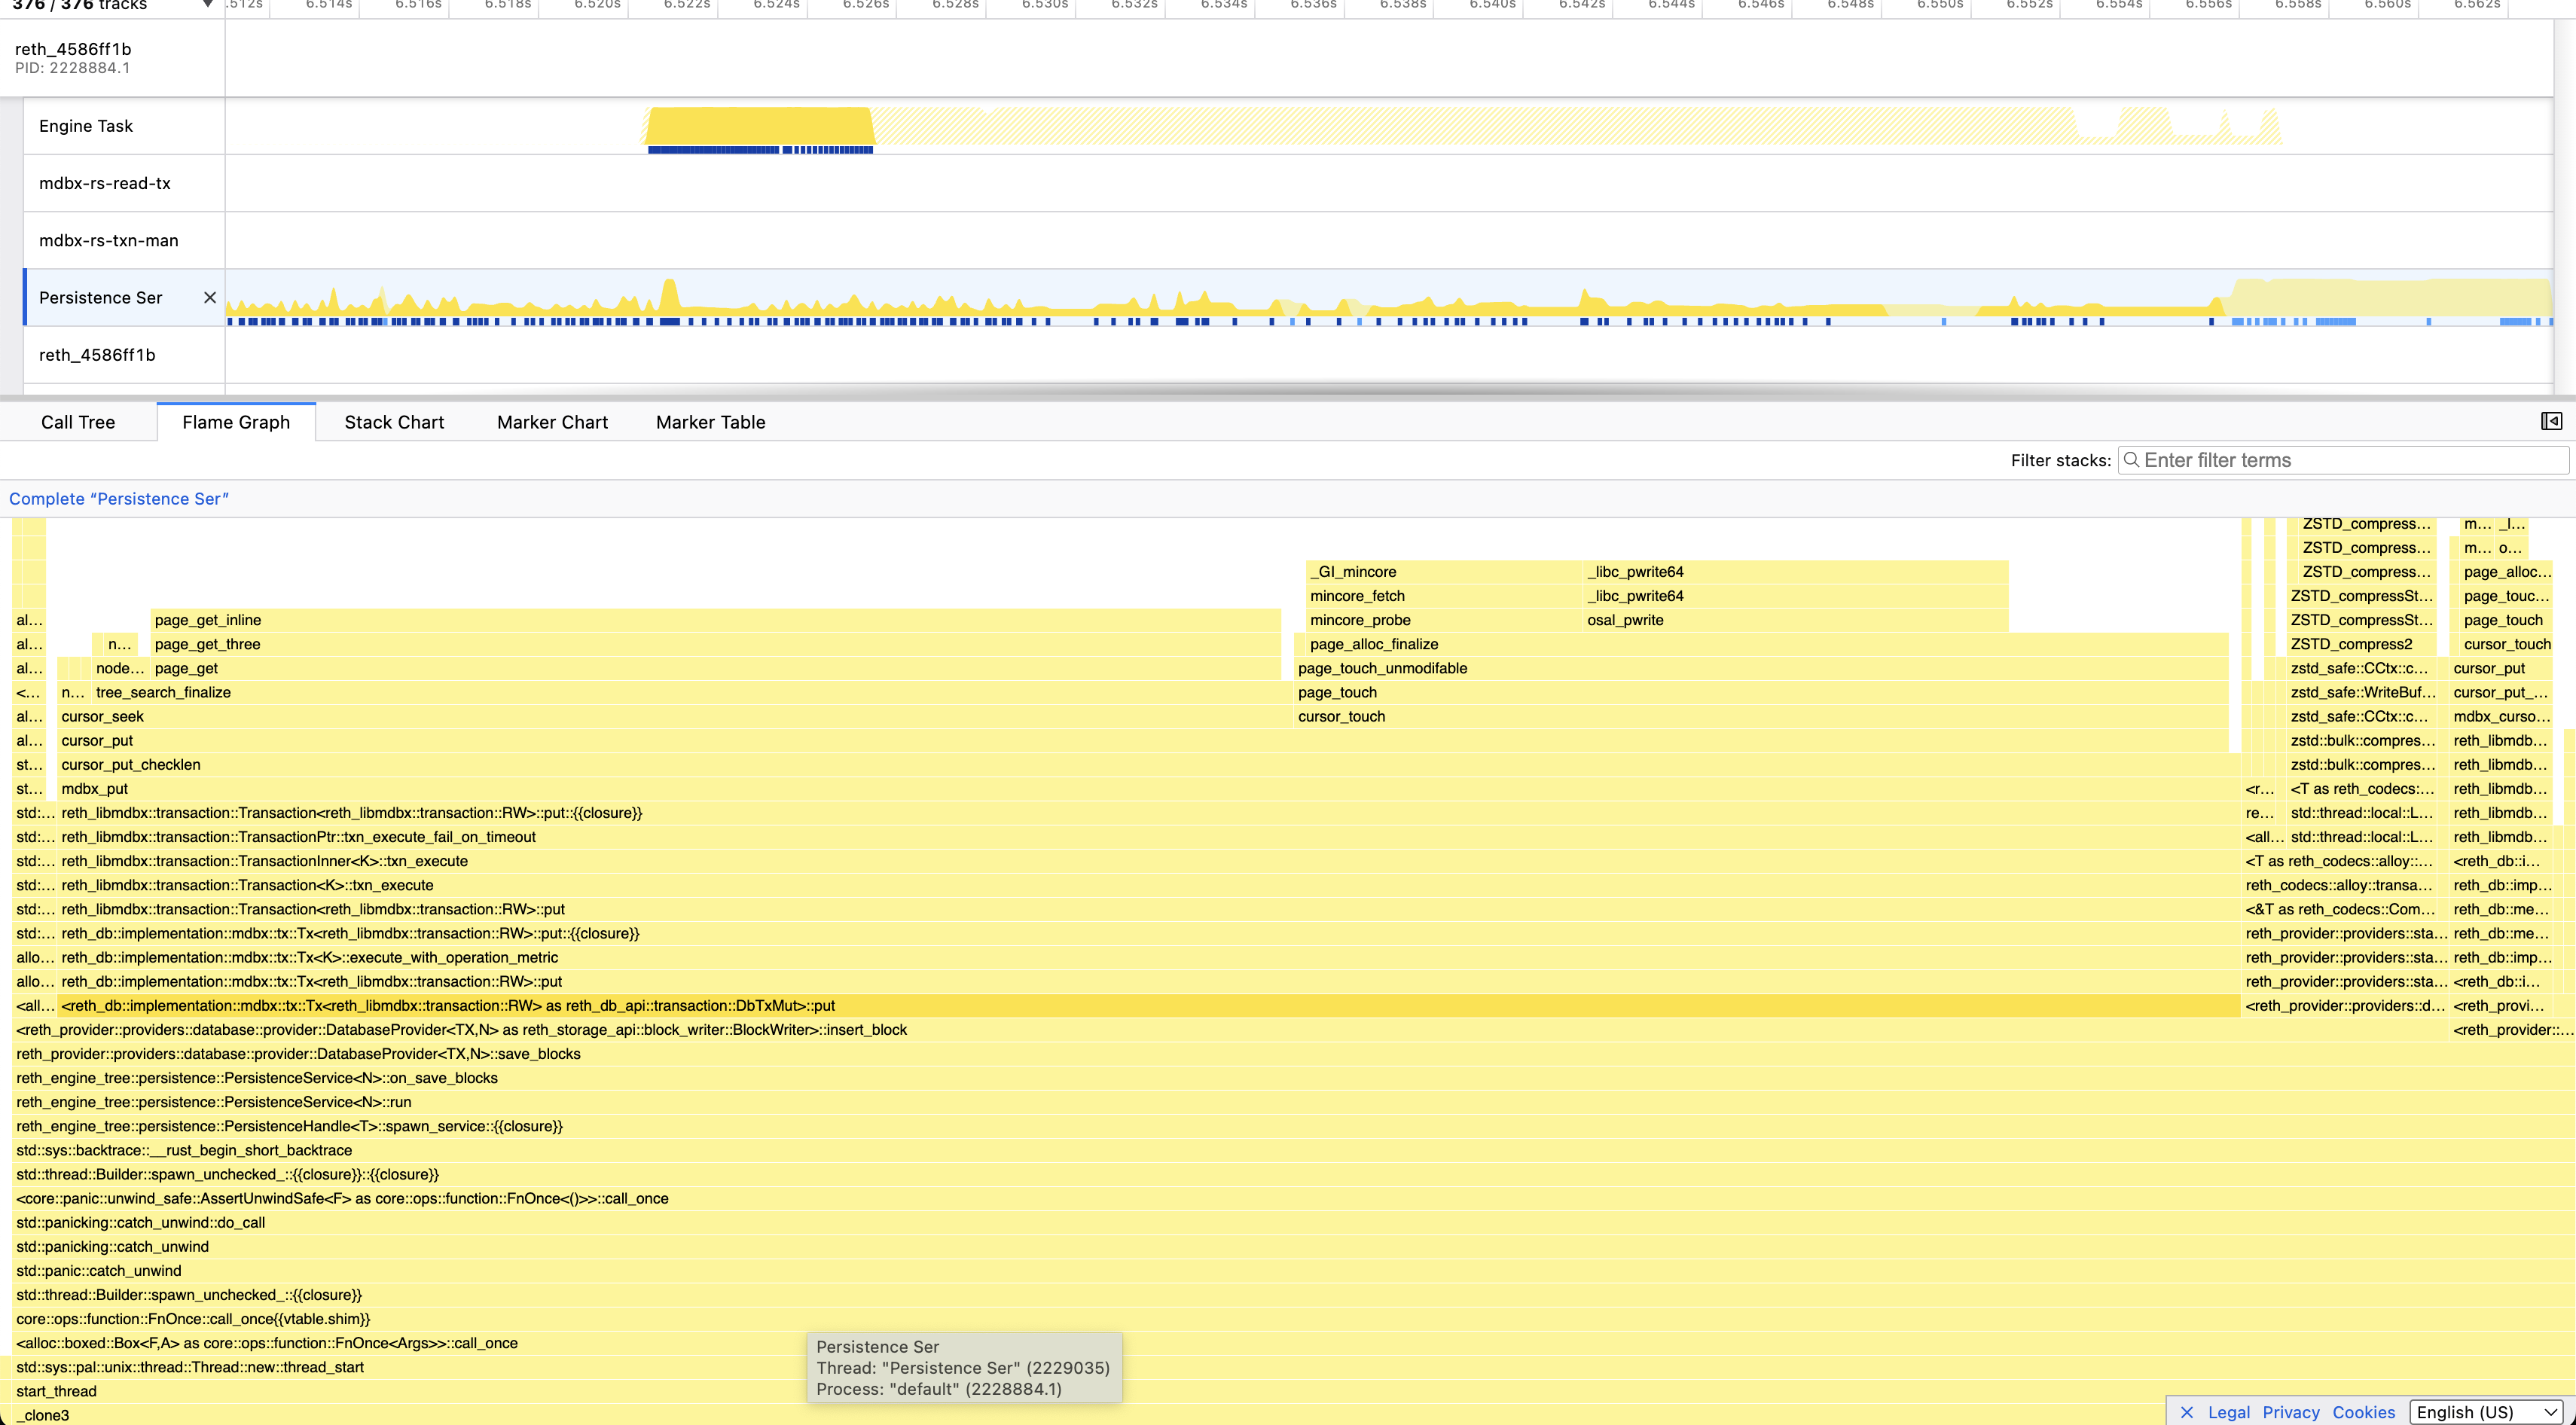 376 / 376 tracks
.512s 6.514s 6.516s 6.518s 6.520s 6.522s 6.524s 6.526s 6.528s 6.530s 6.532s 6.534s 6.536s 6.538s 6.540s 6.542s 6.544s 6.546s 6.548s 6.550s 6.552s 6.554s 6.556s 6.558s 6.560s 6.562s
reth_4586ff1b
PID: 2228884.1
Engine Task
mdbx-rs-read-tx
mdbx-rs-txn-man
Persistence Ser
reth_4586ff1b
Call Tree Flame Graph Stack Chart Marker Chart Marker Table
Filter stacks: Enter filter terms
Complete “Persistence Ser”
ZSTD_compress… m… _l…
ZSTD_compress… m… o…
_GI_mincore _libc_pwrite64 ZSTD_compress… page_alloc…
mincore_fetch _libc_pwrite64 ZSTD_compressSt… page_touc…
al… page_get_inline mincore_probe osal_pwrite ZSTD_compressSt… page_touch
al… n… page_get_three page_alloc_finalize ZSTD_compress2 cursor_touch
al… node… page_get page_touch_unmodifable zstd_safe::CCtx::c… cursor_put
<… n… tree_search_finalize page_touch zstd_safe::WriteBuf… cursor_put_…
al… cursor_seek cursor_touch zstd_safe::CCtx::c… mdbx_curso…
al… cursor_put zstd::bulk::compres… reth_libmdb…
st… cursor_put_checklen zstd::bulk::compres… reth_libmdb…
st… mdbx_put <r… <T as reth_codecs:… reth_libmdb…
std:… reth_libmdbx::transaction::Transaction<reth_libmdbx::transaction::RW>::put::{{closure}} re… std::thread::local::L… reth_libmdb…
std:… reth_libmdbx::transaction::TransactionPtr::txn_execute_fail_on_timeout <all… std::thread::local::L… reth_libmdb…
std:… reth_libmdbx::transaction::TransactionInner<K>::txn_execute <T as reth_codecs::alloy::… <reth_db::i…
std:… reth_libmdbx::transaction::Transaction<K>::txn_execute reth_codecs::alloy::transa… reth_db::imp…
std:… reth_libmdbx::transaction::Transaction<reth_libmdbx::transaction::RW>::put <&T as reth_codecs::Com… reth_db::me…
std:… reth_db::implementation::mdbx::tx::Tx<reth_libmdbx::transaction::RW>::put::{{closure}} reth_provider::providers::sta… reth_db::me…
allo… reth_db::implementation::mdbx::tx::Tx<K>::execute_with_operation_metric reth_provider::providers::sta… reth_db::imp…
allo… reth_db::implementation::mdbx::tx::Tx<reth_libmdbx::transaction::RW>::put reth_provider::providers::sta… <reth_db::i…
<all… <reth_db::implementation::mdbx::tx::Tx<reth_libmdbx::transaction::RW> as reth_db_api::transaction::DbTxMut>::put <reth_provider::providers::d… <reth_provi…
<reth_provider::providers::database::provider::DatabaseProvider<TX,N> as reth_storage_api::block_writer::BlockWriter>::insert_block <reth_provider::…
reth_provider::providers::database::provider::DatabaseProvider<TX,N>::save_blocks
reth_engine_tree::persistence::PersistenceService<N>::on_save_blocks
reth_engine_tree::persistence::PersistenceService<N>::run
reth_engine_tree::persistence::PersistenceHandle<T>::spawn_service::{{closure}}
std::sys::backtrace::__rust_begin_short_backtrace
std::thread::Builder::spawn_unchecked_::{{closure}}::{{closure}}
<core::panic::unwind_safe::AssertUnwindSafe<F> as core::ops::function::FnOnce<()>>::call_once
std::panicking::catch_unwind::do_call
std::panicking::catch_unwind
std::panic::catch_unwind
std::thread::Builder::spawn_unchecked_::{{closure}}
core::ops::function::FnOnce::call_once{{vtable.shim}}
<alloc::boxed::Box<F,A> as core::ops::function::FnOnce<Args>>::call_once
std::sys::pal::unix::thread::Thread::new::thread_start
start_thread
_clone3
Persistence Ser
Thread: "Persistence Ser" (2229035)
Process: "default" (2228884.1)
Legal Privacy Cookies English (US)